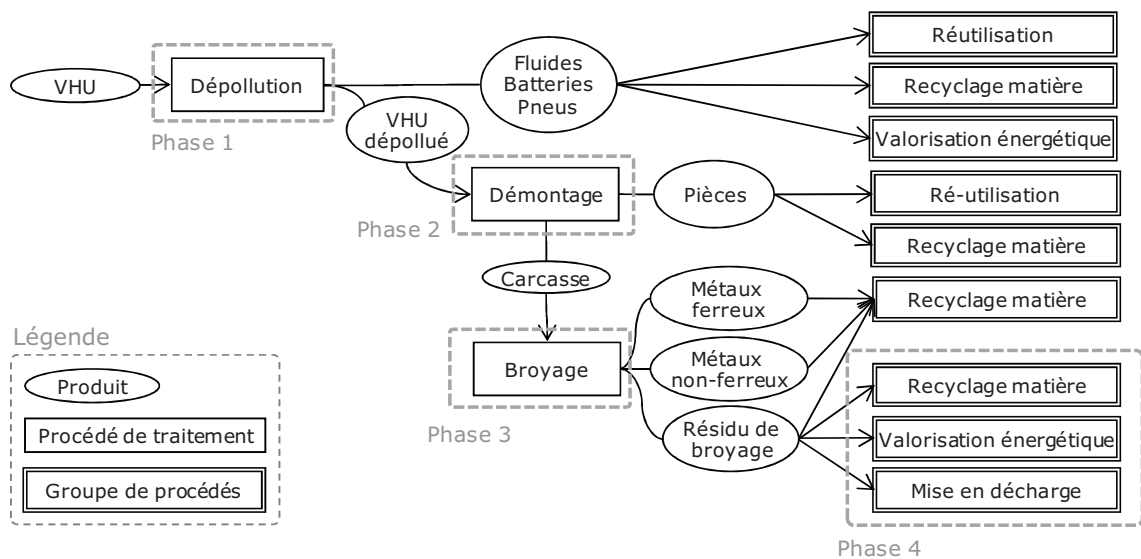 VHU
Dépollution
Phase 1
Fluides
Batteries
Pneus
VHU
dépollué
Réutilisation
Recyclage matière
Valorisation énergétique
Démontage
Phase 2
Pièces
Ré-utilisation
Recyclage matière
Carcasse
Broyage
Phase 3
Métaux
ferreux
Métaux
non-ferreux
Résidu de
broyage
Recyclage matière
Recyclage matière
Valorisation énergétique
Mise en décharge
Phase 4
Légende
Produit
Procédé de traitement
Groupe de procédés